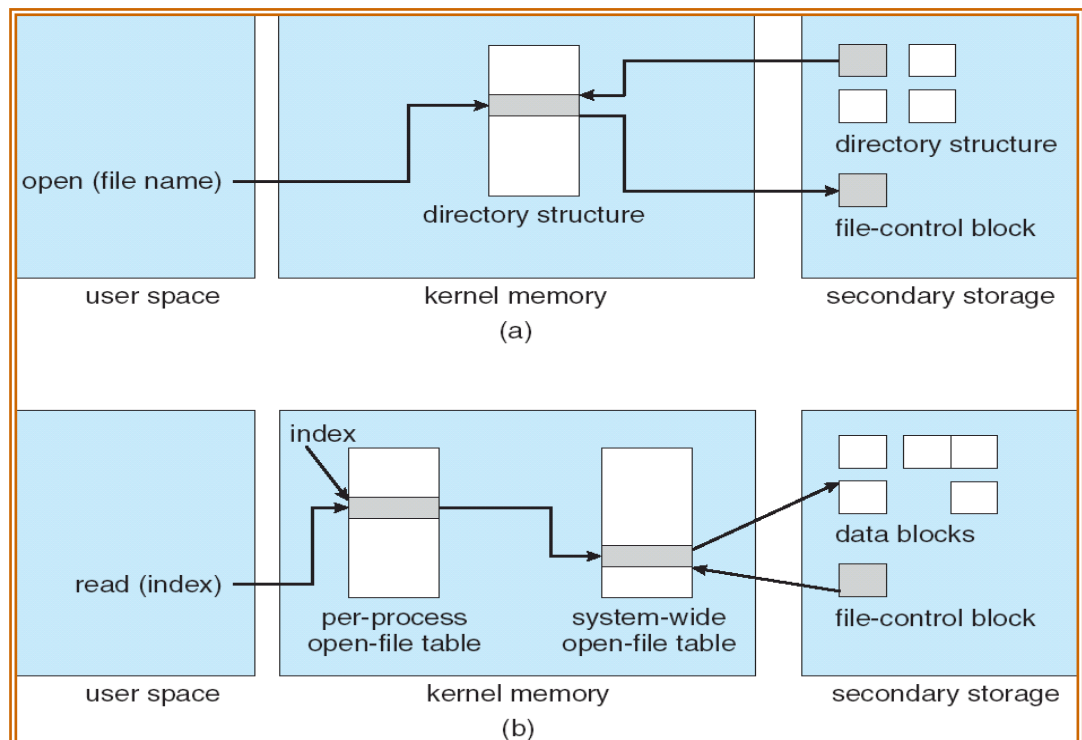 open (file name)
directory structure
directory structure
file-control block
user space
kernel memory
secondary storage
(a)
index
read (index)
per-process
open-file table
system-wide
open-file table
data blocks
file-control block
user space
kernel memory
secondary storage
(b)